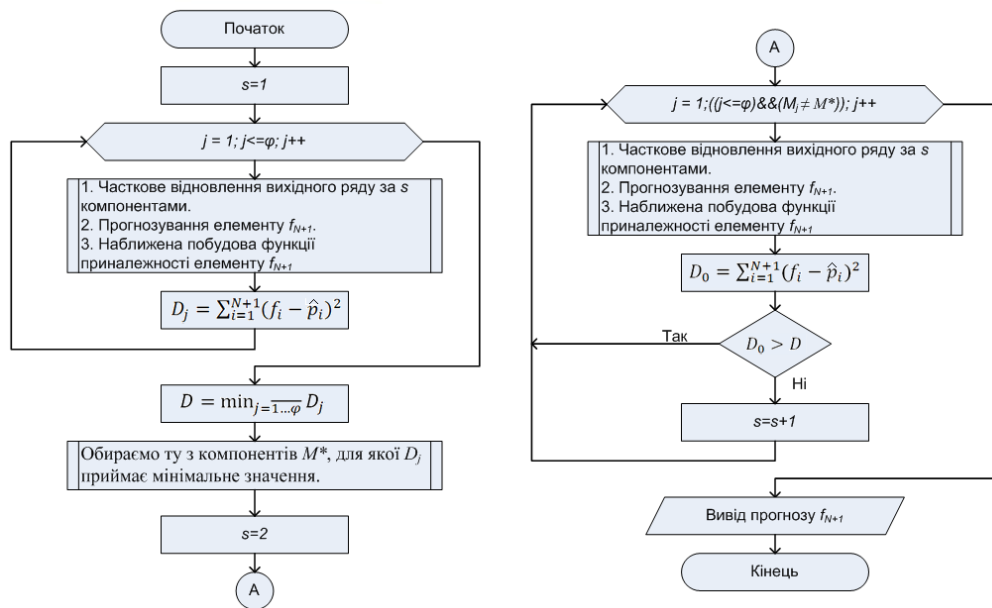 Початок
s=1
j = 1; j<=φ; j++
1. Часткове відновлення вихідного ряду за s
компонентами.
2. Прогнозування елементу f_{N+1}.
3. Наближена побудова функції
приналежності елементу f_{N+1}
D_j = ∑_{i=1}^{N+1}(f_i − p̂_i)^2
D = min_{j=\overline{1…φ}} D_j
Обираємо ту з компонентів M*, для якої D_j
приймає мінімальне значення.
s=2
A
A
j = 1;((j<=φ)&&(M_j ≠ M*)); j++
1. Часткове відновлення вихідного ряду за s
компонентами.
2. Прогнозування елементу f_{N+1}.
3. Наближена побудова функції
приналежності елементу f_{N+1}
D_0 = ∑_{i=1}^{N+1}(f_i − p̂_i)^2
D_0 > D
Так
Ні
s=s+1
Вивід прогнозу f_{N+1}
Кінець